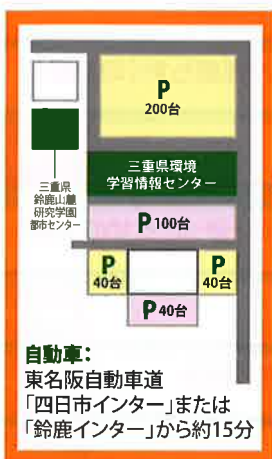 P
200台
三重県環境
学習情報センター
三重県
鈴鹿山麓
研究学園
都市センター
P 100台
P
40台
P
40台
P 40台
自動車：
東名阪自動車道
「四日市インター」または
「鈴鹿インター」から約15分